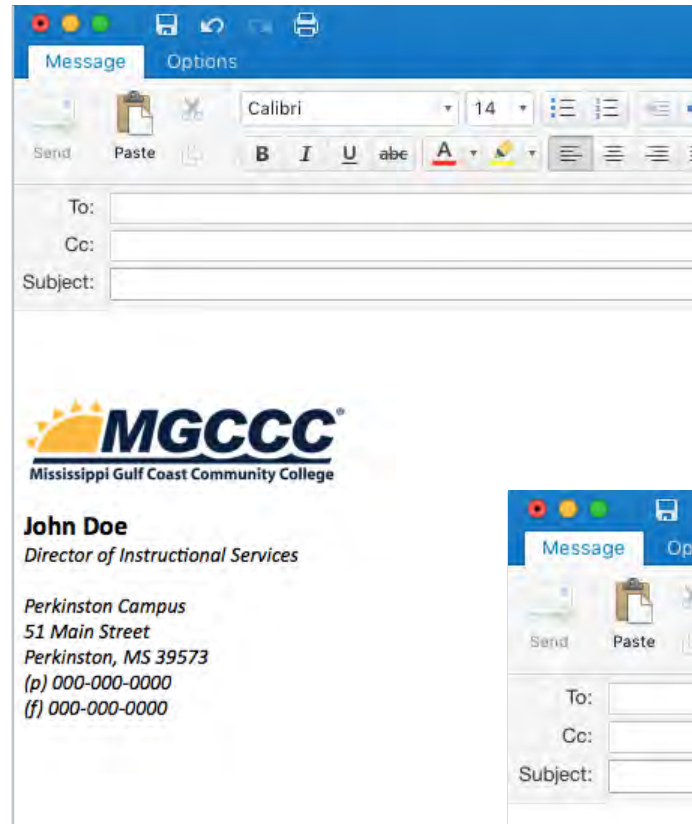 Message Options
Calibri 14
Send Paste
B I U abc A
To:
Cc:
Subject:
MGCCC®
Mississippi Gulf Coast Community College
John Doe
Director of Instructional Services
Perkinston Campus
51 Main Street
Perkinston, MS 39573
(p) 000-000-0000
(f) 000-000-0000
Message Op
Send Paste
To:
Cc:
Subject: